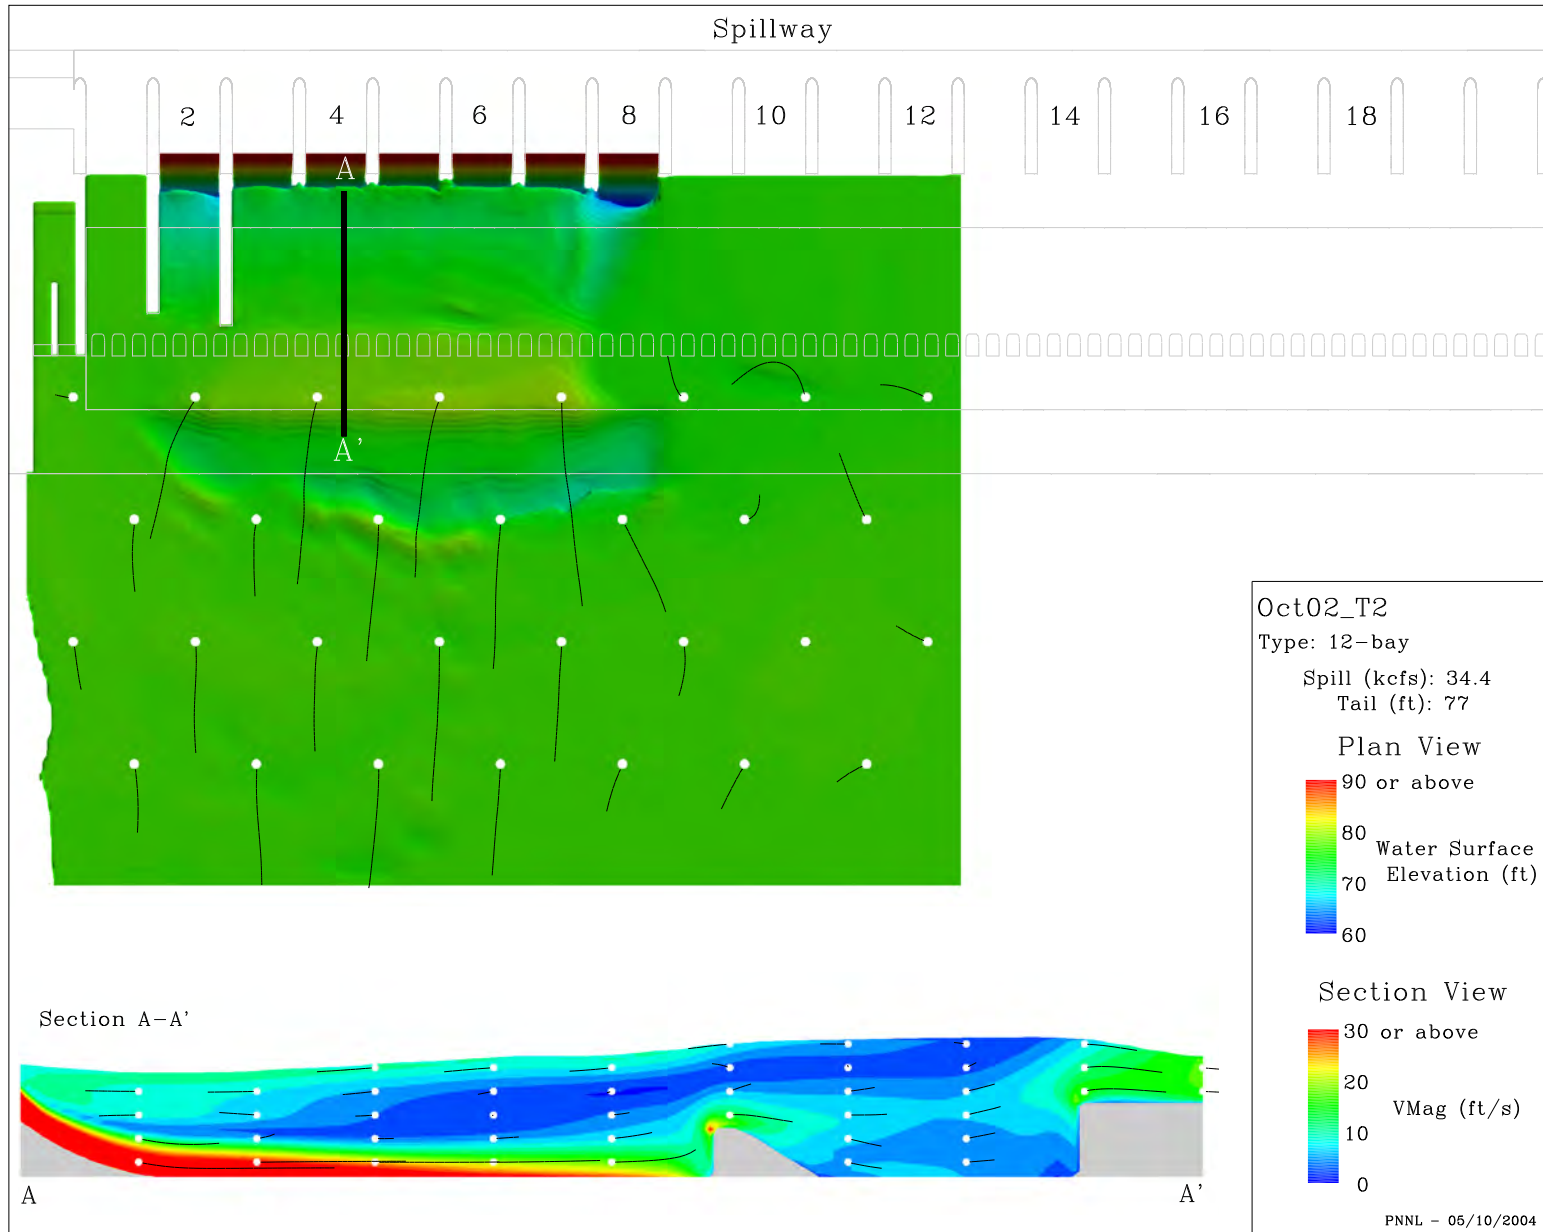 Spillway
2 4 6 8 10 12 14 16 18
A
A'
Oct02_T2
Type: 12-bay
Spill (kcfs): 34.4
Tail (ft): 77
Plan View
90 or above
80
Water Surface
Elevation (ft)
70
60
Section View
30 or above
20
VMag (ft/s)
10
0
Section A-A'
A A'
PNNL - 05/10/2004